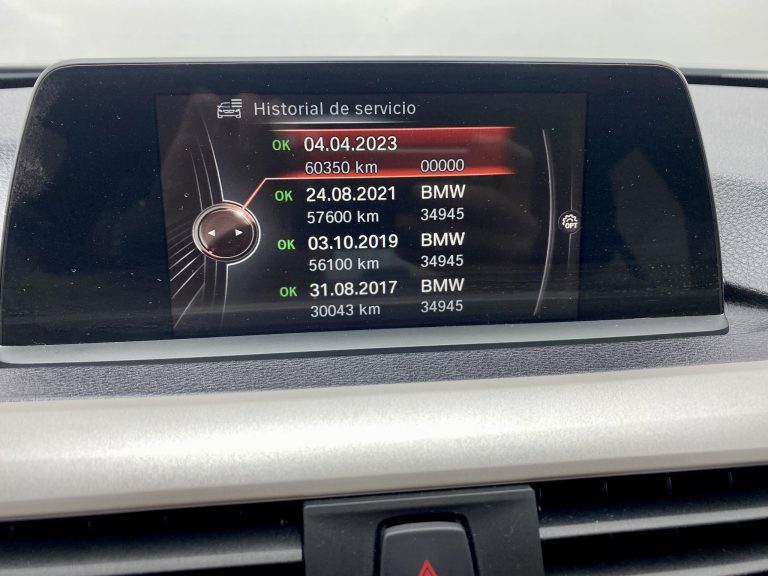 Historial de servicio
OK 04.04.2023
60350 km 00000
OK 24.08.2021 BMW
57600 km 34945
OK 03.10.2019 BMW
56100 km 34945
OK 31.08.2017 BMW
30043 km 34945
OPT